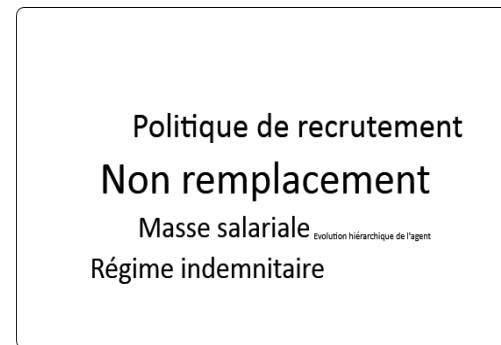 Politique de recrutement
Non remplacement
Masse salariale Evolution hiérarchique de l'agent
Régime indemnitaire